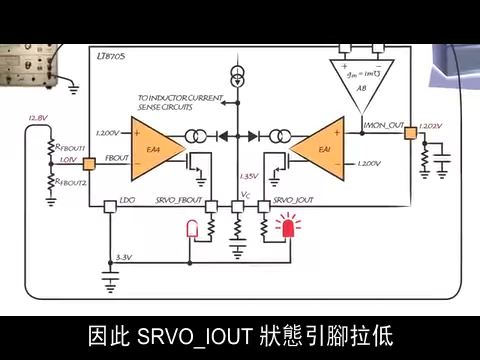 LT8705
TO INDUCTOR CURRENT
SENSE CIRCUITS
gm = 1m℧
A8
12.8V
1.200V
IMON_OUT
1.202V
RFBOUT1
1.01V
FBOUT
EA4
EA1
1.200V
RFBOUT2
1.35V
LDO
SRVO_FBOUT
VC
SRVO_IOUT
3.3V
因此 SRVO_IOUT 狀態引腳拉低